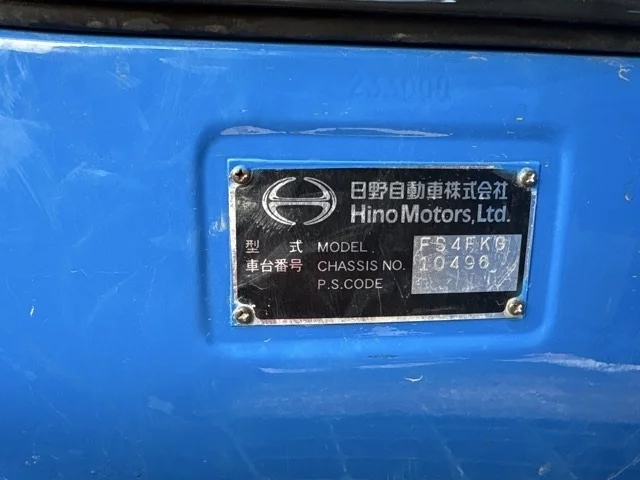 日野自動車株式会社
Hino Motors, Ltd.
型式 MODEL FS4FKG
車台番号 CHASSIS NO. 10496
P.S.CODE